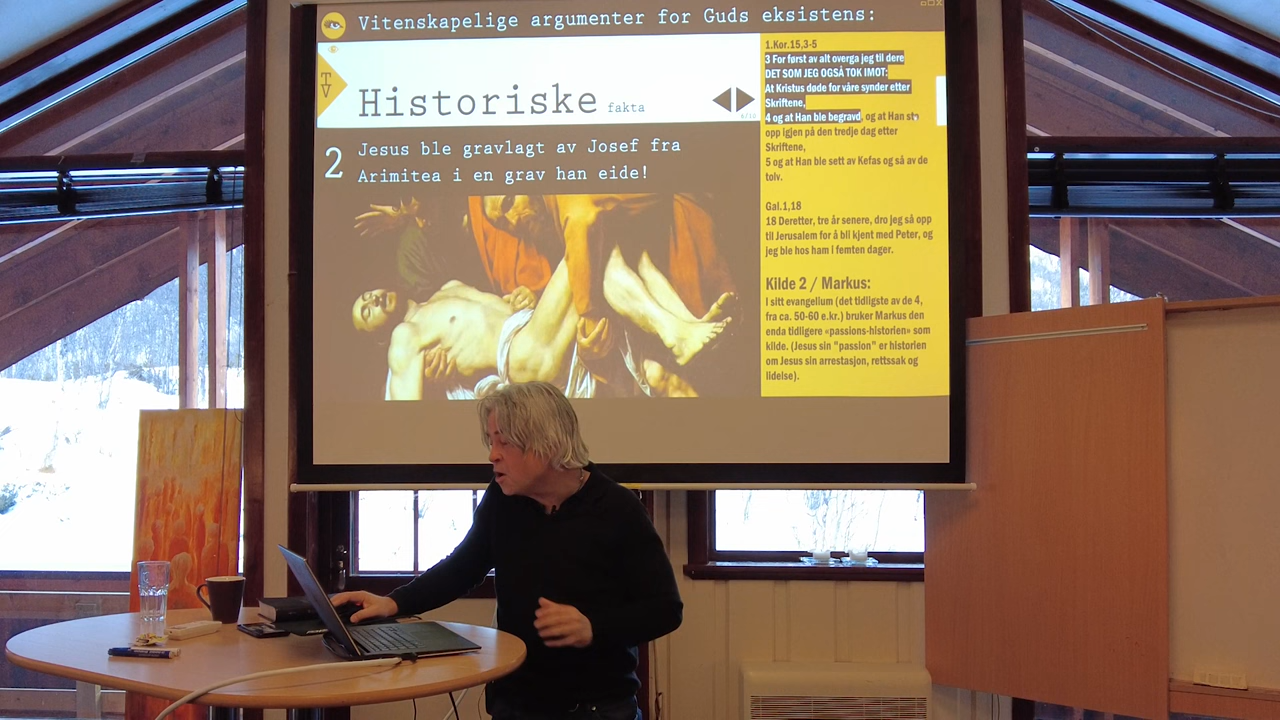 Vitenskapelige argumenter for Guds eksistens:
TV
Historiske fakta
2 Jesus ble gravlagt av Josef fra
Arimitea i en grav han eide!
1.Kor.15,3-5
3 For først av alt overga jeg til dere
DET SOM JEG OGSÅ TOK IMOT:
At Kristus døde for våre synder etter
Skriftene,
4 og at Han ble begravd, og at Han sto
opp igjen på den tredje dag etter
Skriftene,
5 og at Han ble sett av Kefas og så av de
tolv.
Gal.1,18
18 Deretter, tre år senere, dro jeg så opp
til Jerusalem for å bli kjent med Peter, og
jeg ble hos ham i femten dager.
Kilde 2 / Markus:
I sitt evangelium (det tidligste av de 4,
fra ca. 50-60 e.kr.) bruker Markus den
enda tidligere «passions-historien» som
kilde. (Jesus sin "passion" er historien
om Jesus sin arrestasjon, rettssak og
lidelse).